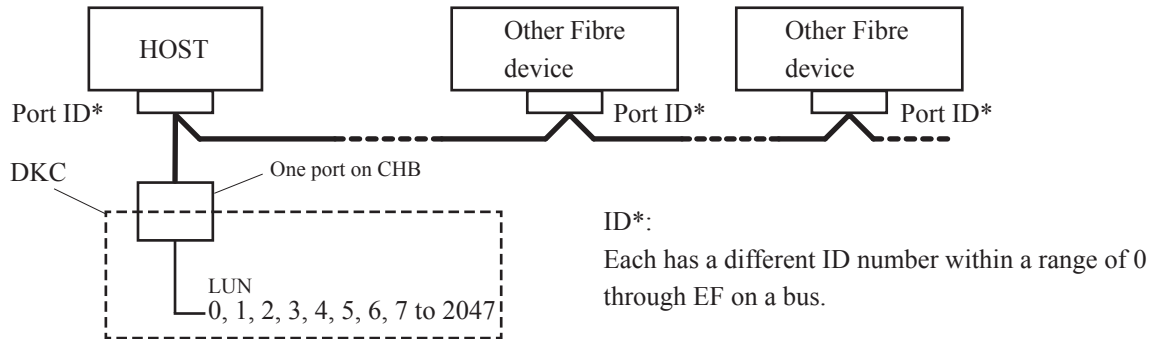 HOST
Other Fibre
device
Other Fibre
device
Port ID*
Port ID*
Port ID*
DKC
One port on CHB
LUN
0, 1, 2, 3, 4, 5, 6, 7 to 2047
ID*:
Each has a different ID number within a range of 0
through EF on a bus.